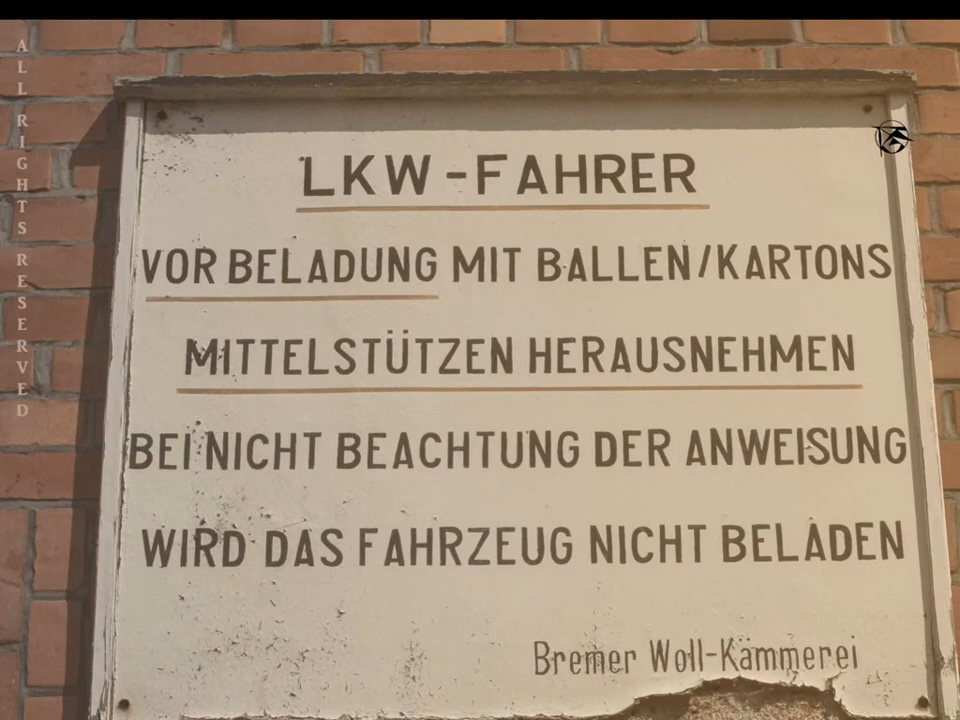 ALL RIGHTS RESERVED
LKW-FAHRER
VOR BELADUNG MIT BALLEN/KARTONS
MITTELSTÜTZEN HERAUSNEHMEN
BEI NICHT BEACHTUNG DER ANWEISUNG
WIRD DAS FAHRZEUG NICHT BELADEN
Bremer Woll-Kämmerei